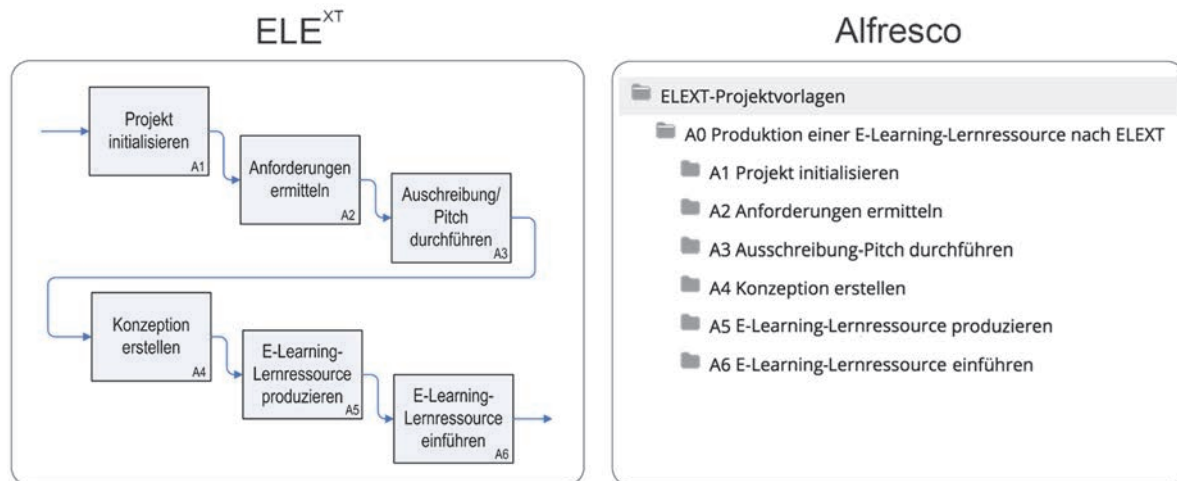 ELE^XT
Projekt
initialisieren
A1
Anforderungen
ermitteln
A2
Auschreibung/
Pitch
durchführen
A3
Konzeption
erstellen
A4
E-Learning-
Lernressource
produzieren
A5
E-Learning-
Lernressource
einführen
A6
Alfresco
ELEXT-Projektvorlagen
A0 Produktion einer E-Learning-Lernressource nach ELEXT
A1 Projekt initialisieren
A2 Anforderungen ermitteln
A3 Ausschreibung-Pitch durchführen
A4 Konzeption erstellen
A5 E-Learning-Lernressource produzieren
A6 E-Learning-Lernressource einführen